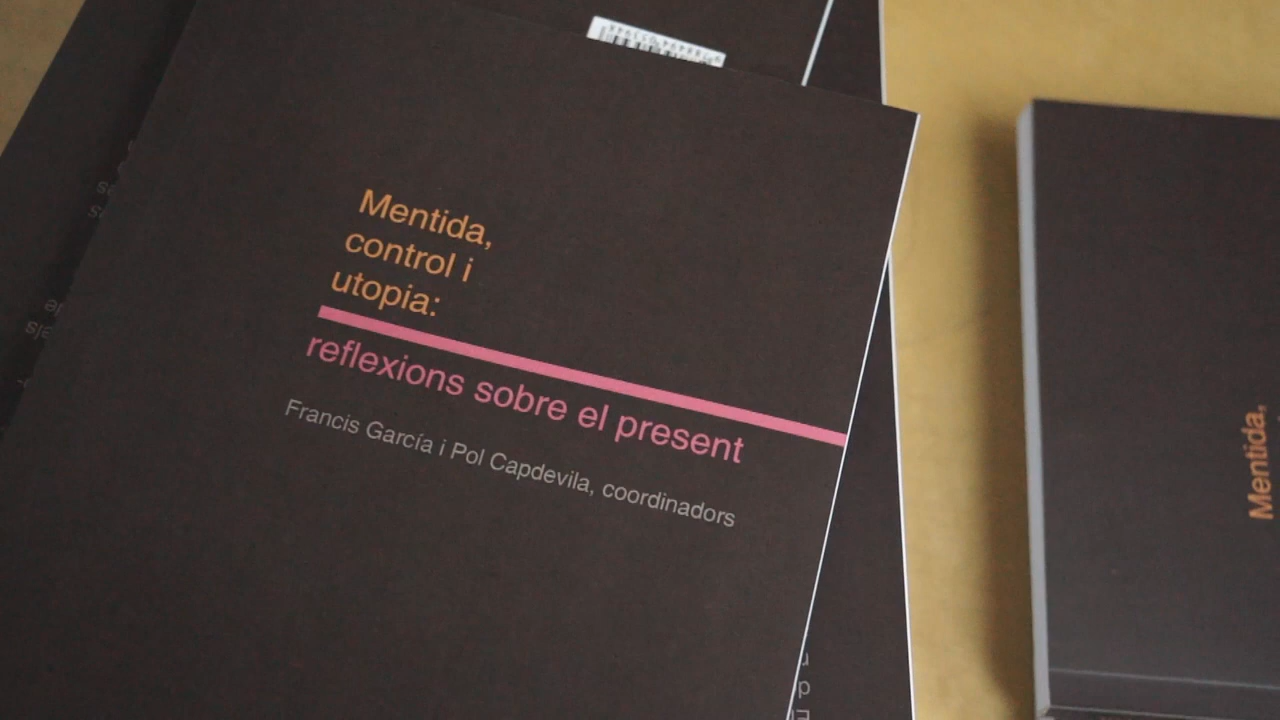 Mentida,
control i
utopia:
reflexions sobre el present
Francis García i Pol Capdevila, coordinadors
Mentida,